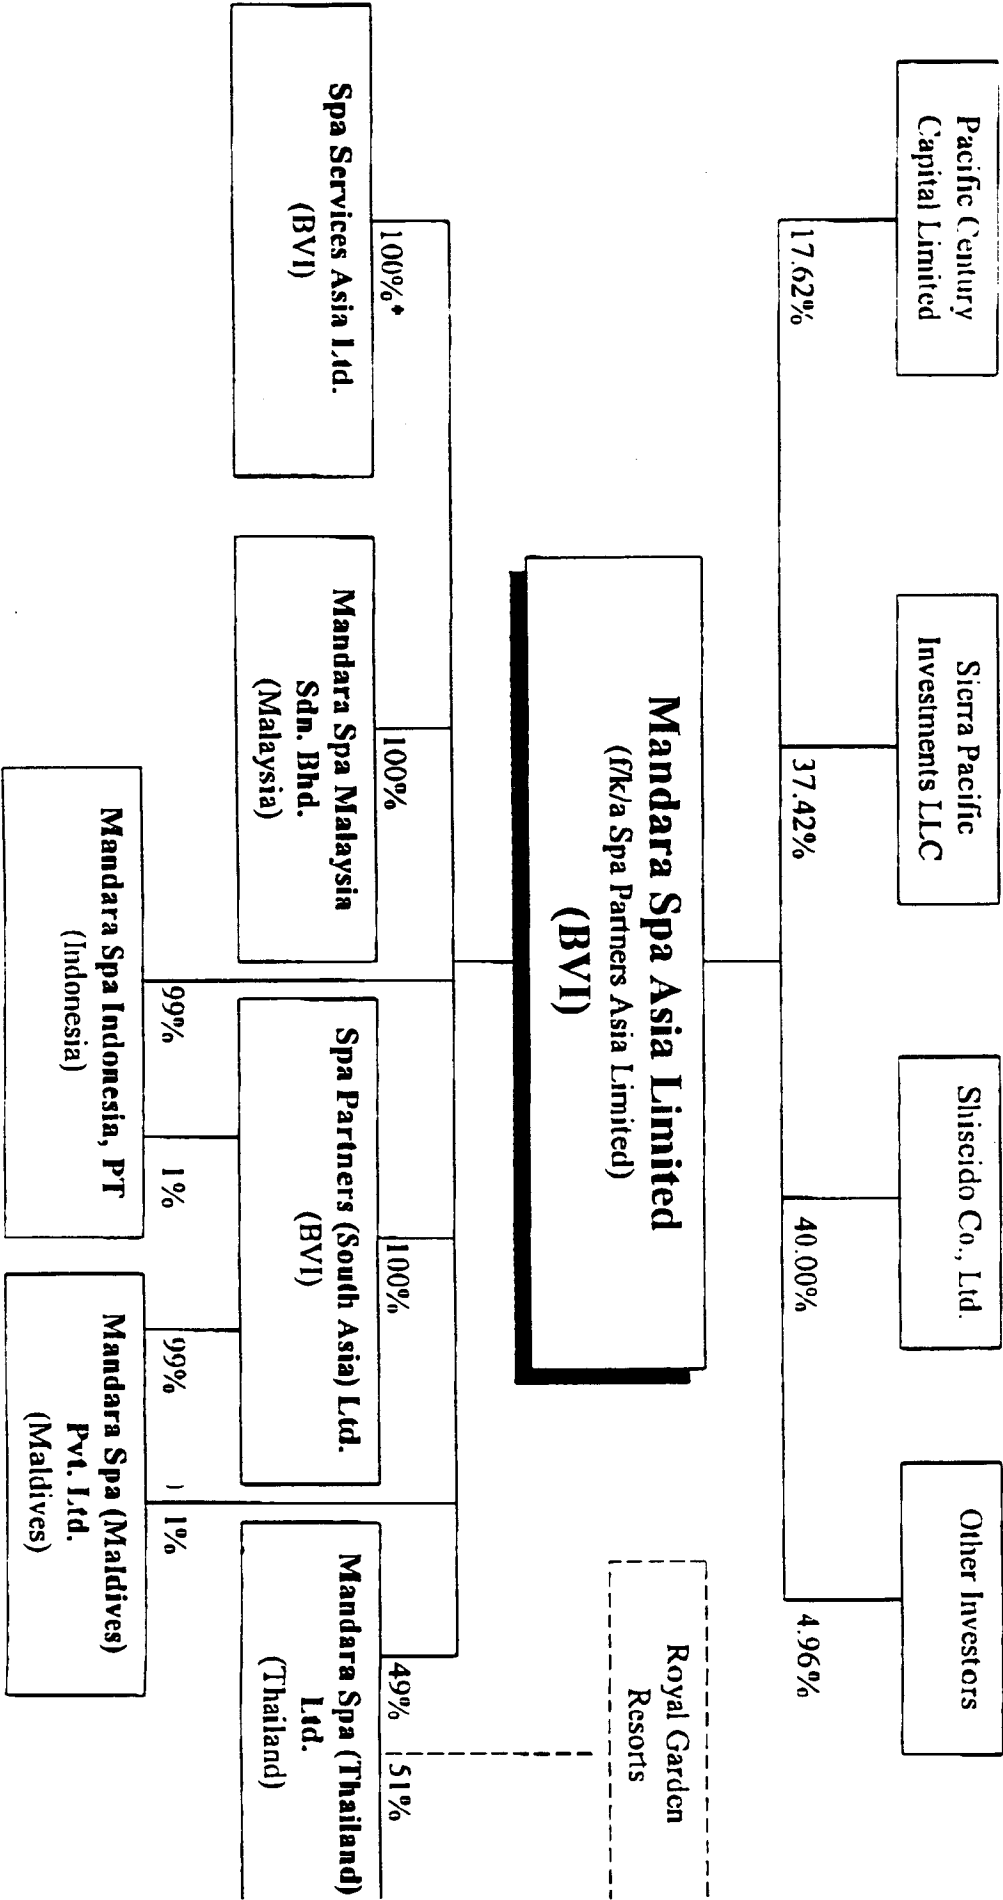 Pacific Century
Capital Limited
17.62%
Sierra Pacific
Investments LLC
37.42%
Shiseido Co., Ltd.
40.00%
Other Investors
4.96%
Mandara Spa Asia Limited
(f/k/a Spa Partners Asia Limited)
(BVI)
Royal Garden
Resorts
100%*
Spa Services Asia Ltd.
(BVI)
100%
Mandara Spa Malaysia
Sdn. Bhd.
(Malaysia)
100%
Spa Partners (South Asia) Ltd.
(BVI)
49%
51%
Mandara Spa (Thailand)
Ltd.
(Thailand)
99%
1%
Mandara Spa Indonesia, PT
(Indonesia)
99%
1%
Mandara Spa (Maldives)
Pvt. Ltd.
(Maldives)